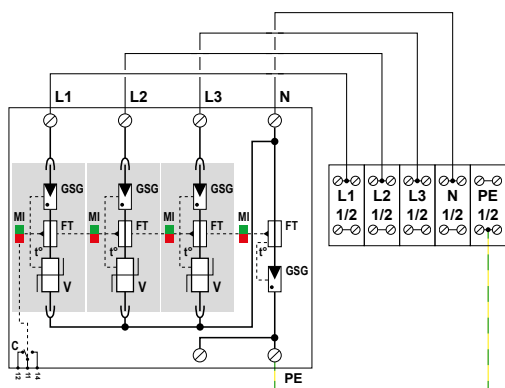 L1 L2 L3 N
L1 L2 L3 N PE
1/2 1/2 1/2 1/2 1/2
GSG GSG GSG
MI MI MI MI
FT FT FT FT
t° t° t° t°
GSG
V V V
C
12 11 14
PE